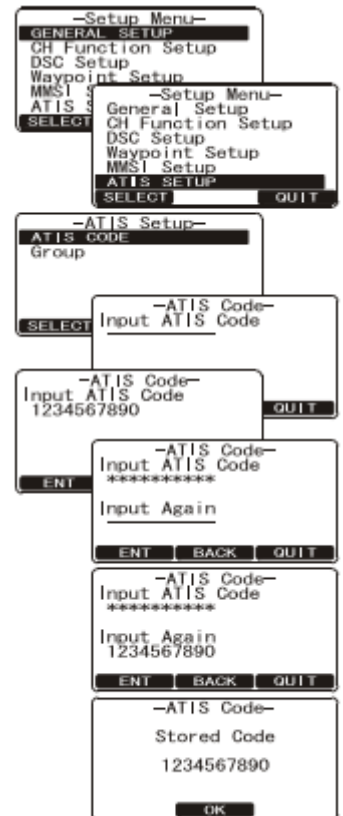 —Setup Menu—
GENERAL SETUP
CH Function Setup
DSC Setup
Waypoint Setup
MMSI S
ATIS S
SELECT
—Setup Menu—
General Setup
CH Function Setup
DSC Setup
Waypoint Setup
MMSI Setup
ATIS SETUP
SELECT QUIT
—ATIS Setup—
ATIS CODE
Group
SELECT
—ATIS Code—
Input ATIS Code
QUIT
—ATIS Code—
Input ATIS Code
1234567890
ENT
—ATIS Code—
Input ATIS Code
**********
Input Again
ENT BACK QUIT
—ATIS Code—
Input ATIS Code
**********
Input Again
1234567890
ENT BACK QUIT
—ATIS Code—
Stored Code
1234567890
OK